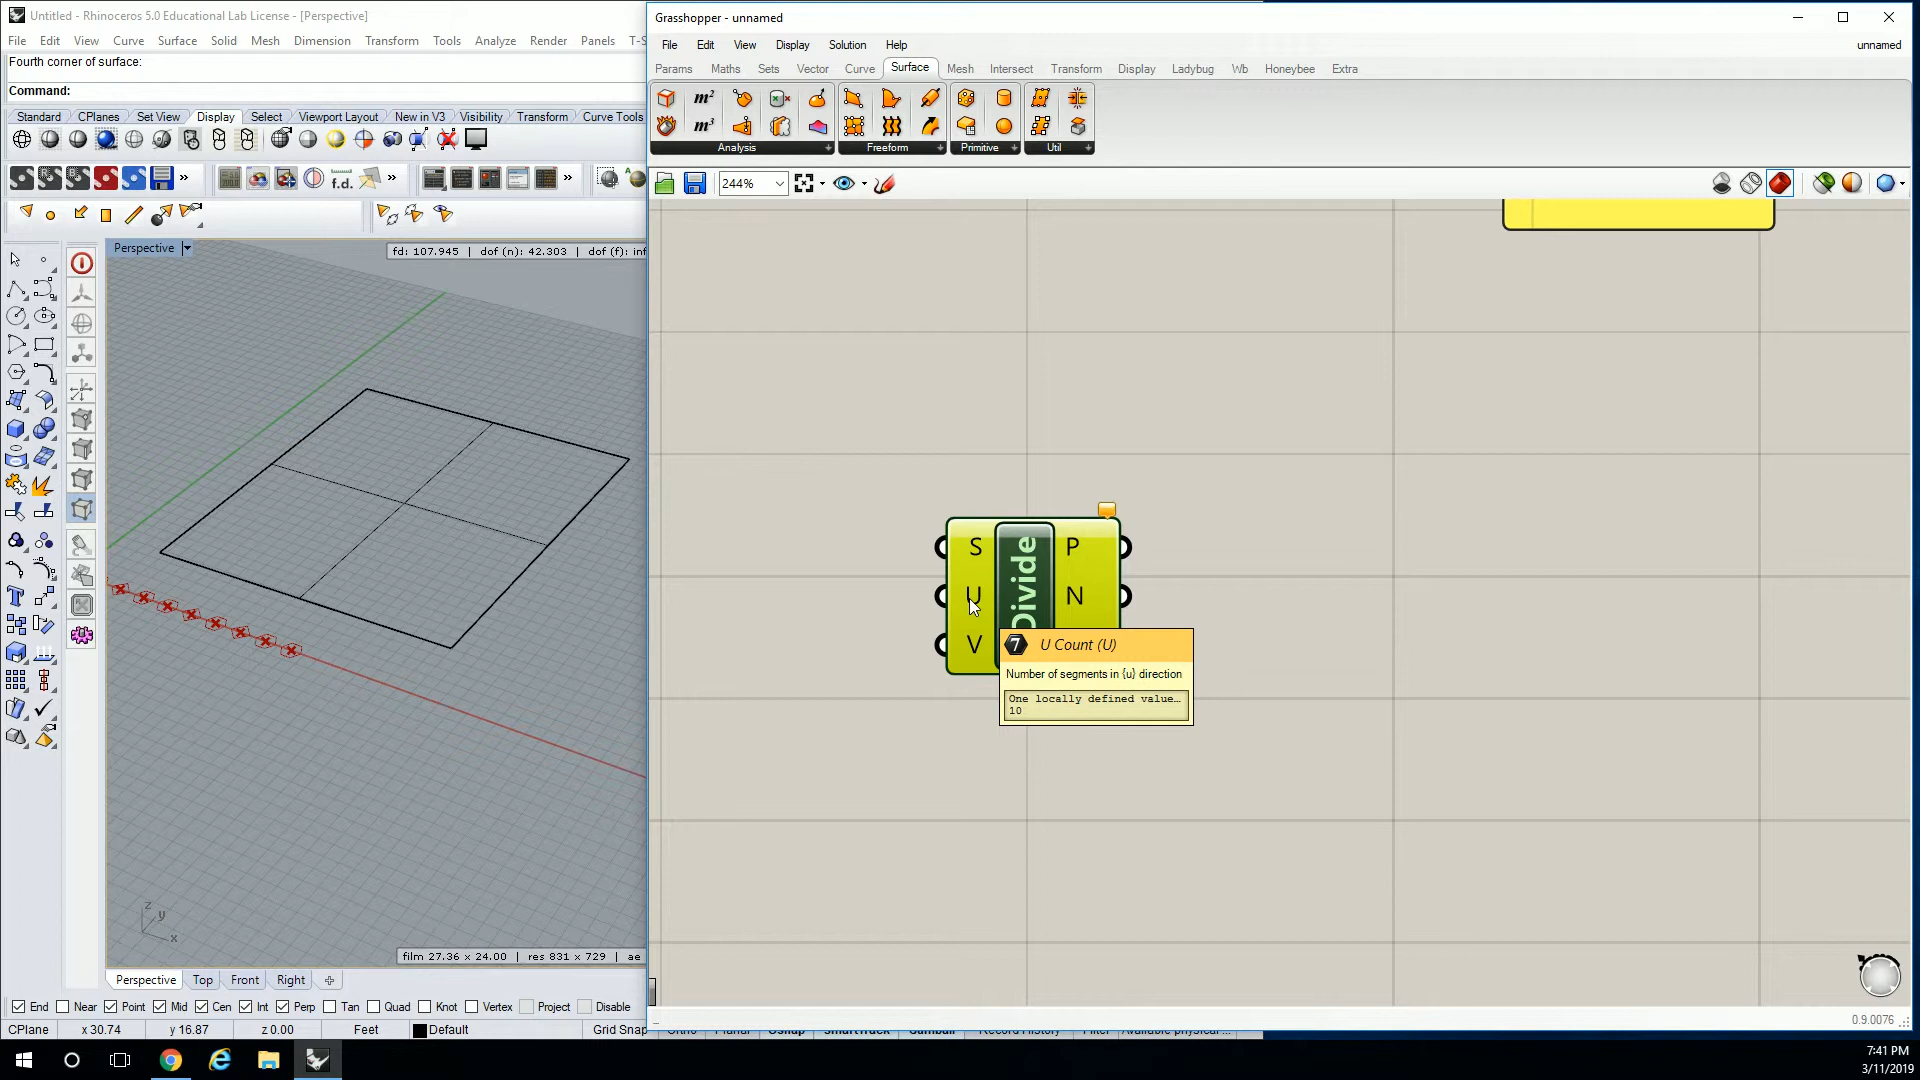 Untitled - Rhinoceros 5.0 Educational Lab License - [Perspective]
File Edit View Curve Surface Solid Mesh Dimension Transform Tools Analyze Render Panels T-S
Fourth corner of surface:
Command:
Standard CPlanes Set View Display Select Viewport Layout New in V3 Visibility Transform Curve Tools
f.d.
Perspective
fd: 107.945 | dof (n): 42.303 | dof (f): inf
z
y
x
film 27.36 x 24.00 | res 831 x 729 | ae
Perspective Top Front Right
End Near Point Mid Cen Int Perp Tan Quad Knot Vertex Project Disable
CPlane x 30.74 y 16.87 z 0.00 Feet Default Grid Snap Ortho Planar Osnap SmartTrack Gumball Record History Filter Available physical ...
Grasshopper - unnamed
File Edit View Display Solution Help
unnamed
Params Maths Sets Vector Curve Surface Mesh Intersect Transform Display Ladybug Wb Honeybee Extra
m²
m³
Analysis Freeform Primitive Util
244%
S Divide P
U N
V
7 U Count (U)
Number of segments in {u} direction
One locally defined value…
10
0.9.0076
7:41 PM
3/11/2019